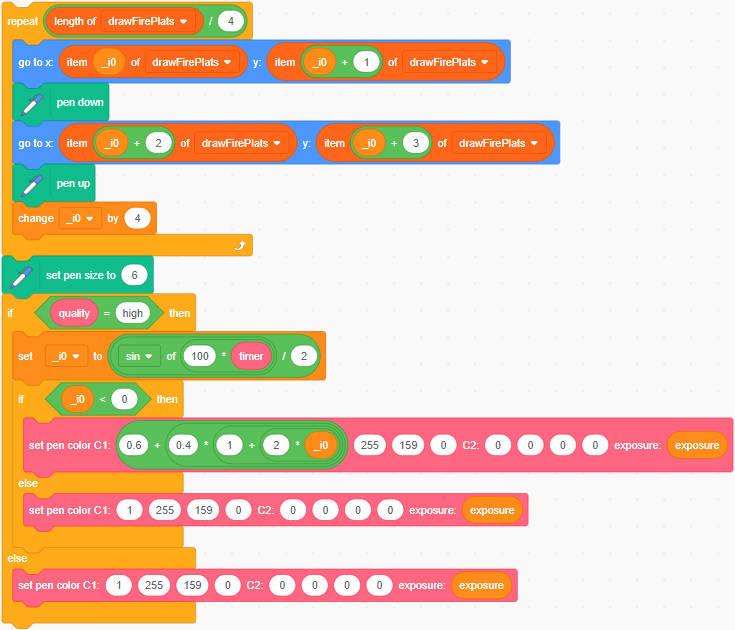 repeat length of drawFirePlats / 4
go to x: item _i0 of drawFirePlats y: item _i0 + 1 of drawFirePlats
pen down
go to x: item _i0 + 2 of drawFirePlats y: item _i0 + 3 of drawFirePlats
pen up
change _i0 by 4
set pen size to 6
if quality = high then
set _i0 to sin of 100 * timer / 2
if _i0 < 0 then
set pen color C1: 0.6 + 0.4 * 1 + 2 * _i0 255 159 0 C2: 0 0 0 0 exposure: exposure
else
set pen color C1: 1 255 159 0 C2: 0 0 0 0 exposure: exposure
else
set pen color C1: 1 255 159 0 C2: 0 0 0 0 exposure: exposure